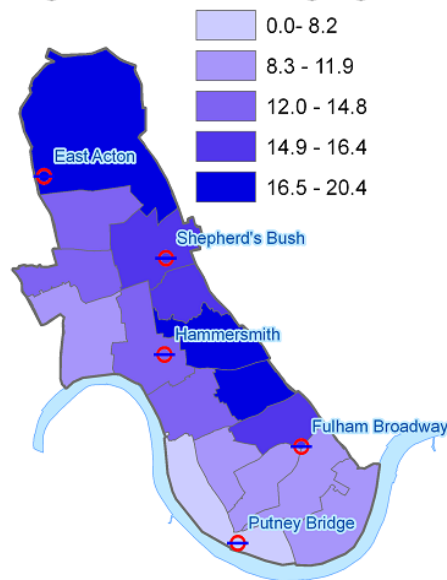 0.0- 8.2
8.3 - 11.9
12.0 - 14.8
14.9 - 16.4
16.5 - 20.4
East Acton
Shepherd's Bush
Hammersmith
Fulham Broadway
Putney Bridge